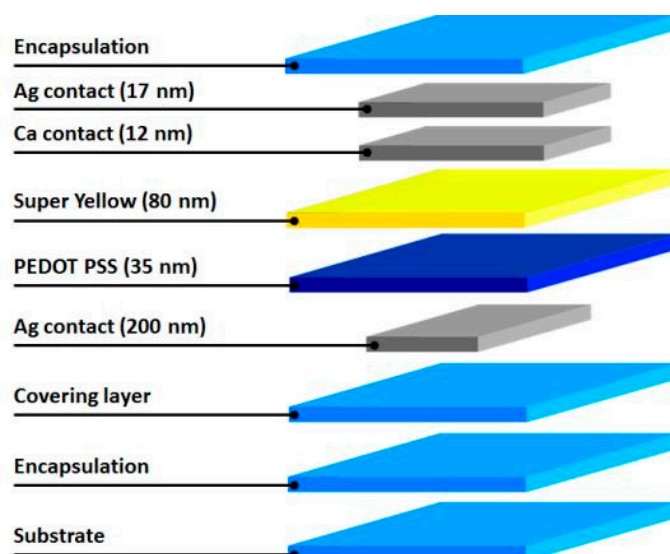 Encapsulation
Ag contact (17 nm)
Ca contact (12 nm)
Super Yellow (80 nm)
PEDOT PSS (35 nm)
Ag contact (200 nm)
Covering layer
Encapsulation
Substrate